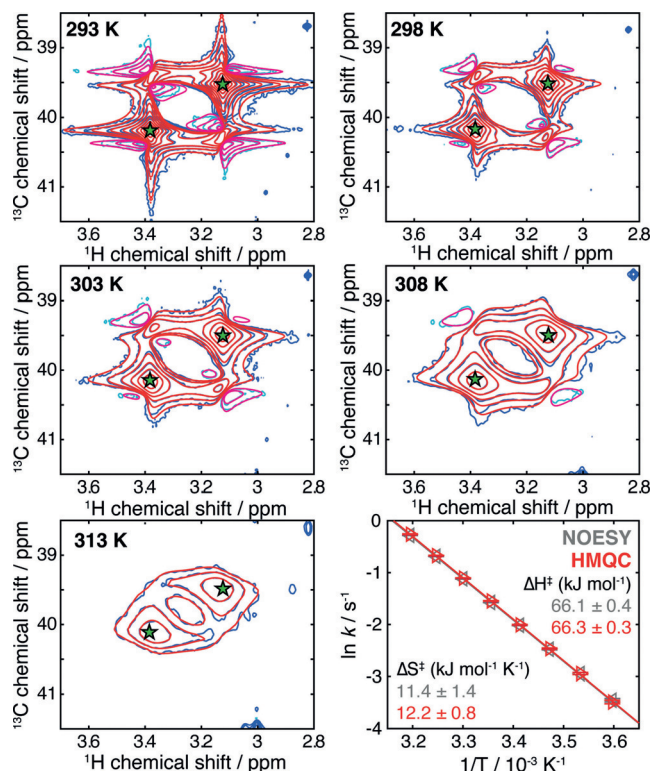 293 K
39
40
41
¹³C chemical shift / ppm
3.6
3.4
3.2
3
2.8
¹H chemical shift / ppm
298 K
39
40
41
¹³C chemical shift / ppm
3.6
3.4
3.2
3
2.8
¹H chemical shift / ppm
303 K
39
40
41
¹³C chemical shift / ppm
3.6
3.4
3.2
3
2.8
¹H chemical shift / ppm
308 K
39
40
41
¹³C chemical shift / ppm
3.6
3.4
3.2
3
2.8
¹H chemical shift / ppm
313 K
39
40
41
¹³C chemical shift / ppm
3.6
3.4
3.2
3
2.8
¹H chemical shift / ppm
0
-1
-2
-3
-4
ln k / s⁻¹
NOESY
HMQC
ΔH‡ (kJ mol⁻¹)
66.1 ± 0.4
66.3 ± 0.3
ΔS‡ (kJ mol⁻¹ K⁻¹)
11.4 ± 1.4
12.2 ± 0.8
3.2
3.3
3.4
3.5
3.6
1/T / 10⁻³ K⁻¹